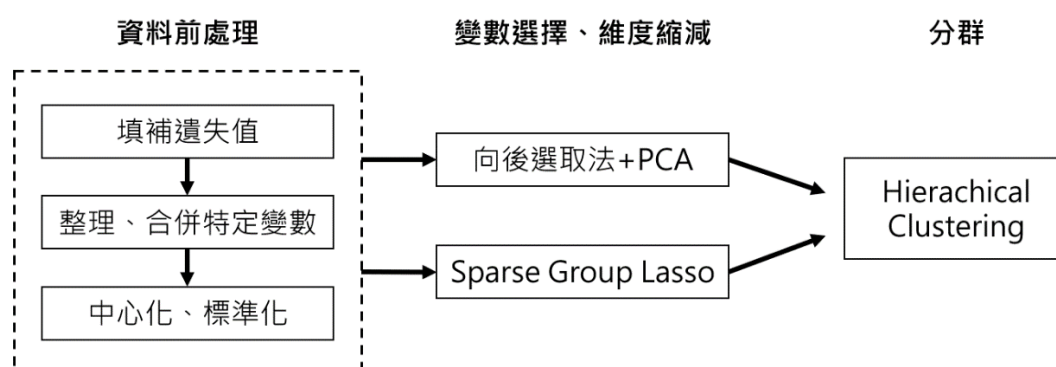 資料前處理
變數選擇、維度縮減
分群
填補遺失值
整理、合併特定變數
中心化、標準化
向後選取法+PCA
Sparse Group Lasso
Hierachical
Clustering